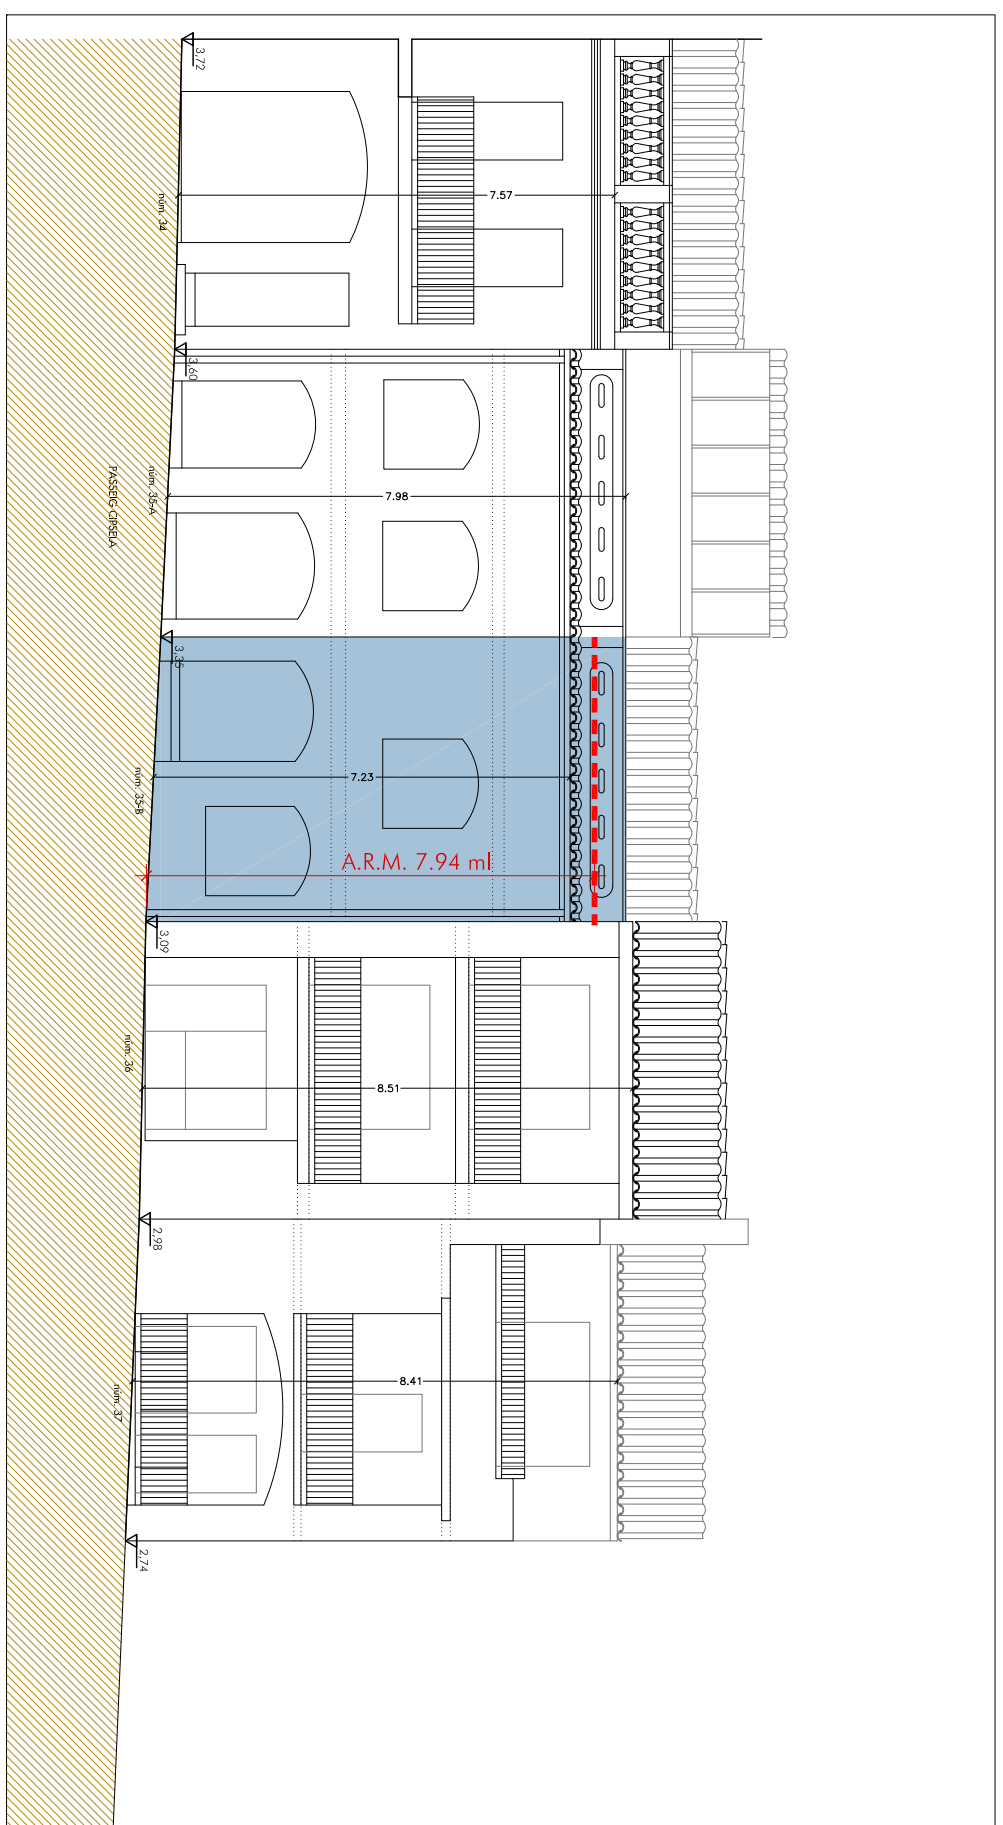 3,72
núm. 34
7.57
3,60
núm. 35-A
PASSEIG CIPSELA
7.98
3,35
núm. 35-B
7.23
A.R.M. 7.94 ml
3,09
núm. 36
8.51
2,98
núm. 37
8.41
2,74